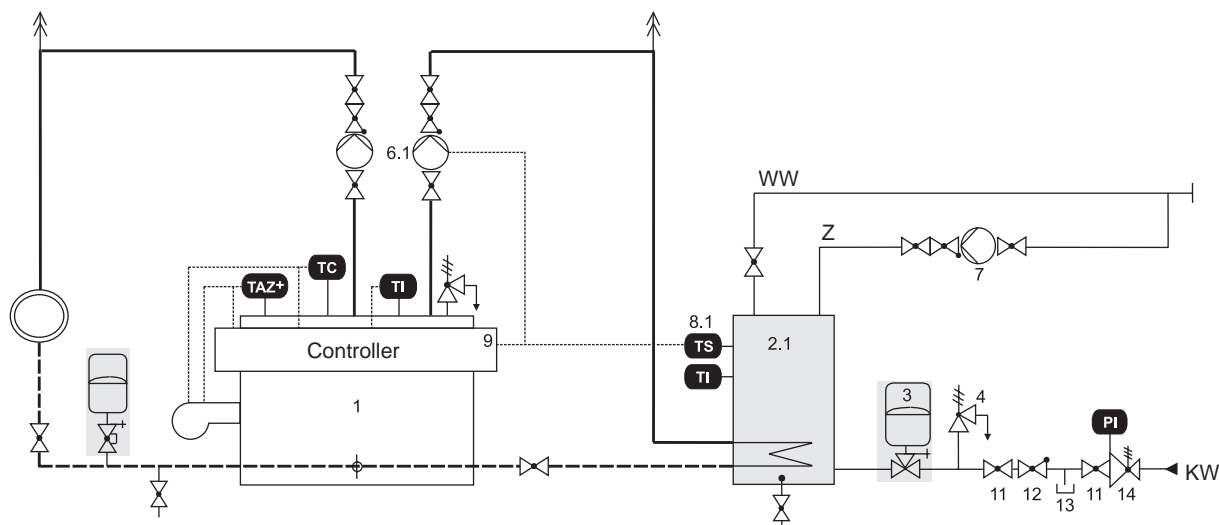 6.1
WW
Z
7
TC
TAZ+
TI
8.1
TS
2.1
9
Controller
TI
1
3
4
PI
KW
11
12
13
11
14